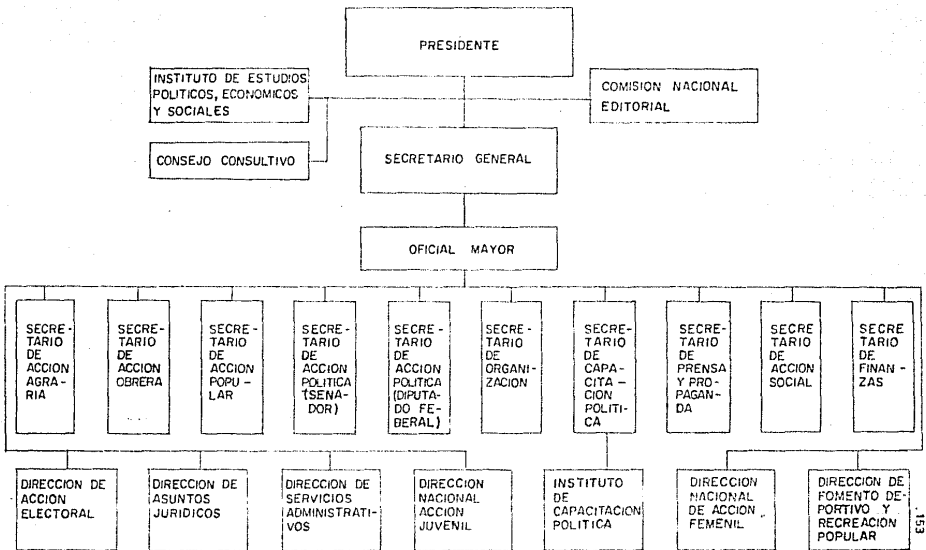 PRESIDENTE
INSTITUTO DE ESTUDIOS
POLITICOS, ECONOMICOS
Y SOCIALES
COMISION NACIONAL
EDITORIAL
CONSEJO CONSULTIVO
SECRETARIO GENERAL
OFICIAL MAYOR
SECRE-
TARIO
DE
ACCION
AGRA-
RIA
SECRE-
TARIO
DE
ACCION
OBRERA
SECRE-
TARIO
DE
ACCION
POPU-
LAR
SECRE-
TARIO
DE
ACCION
POLITICA
(SENA-
DOR)
SECRE-
TARIO
DE
ACCION
POLITICA
(DIPUTA-
DO FE-
DERAL)
SECRE-
TARIO
DE
ORGANI-
ZACION
SECRE-
TARIO
DE
CAPA-
CITA-
CION
POLITI-
CA
SECRE-
TARIO
DE
PRENSA
Y PRO-
PAGAN-
DA
SECRE
TARIO
DE
ACCION
SOCIAL
SECRE
TARIO
DE
FINAN-
ZAS
DIRECCION DE
ACCION
ELECTORAL
DIRECCION DE
ASUNTOS
JURIDICOS
DIRECCION DE
SERVICIOS
ADMINISTRATI-
VOS
DIRECCION
NACIONAL
ACCION
JUVENIL
INSTITUTO
DE
CAPACITACION
POLITICA
DIRECCION
NACIONAL
DE ACCION
FEMENIL
DIRECCION DE
FOMENTO DE-
PORTIVO Y
RECREACION
POPULAR
153